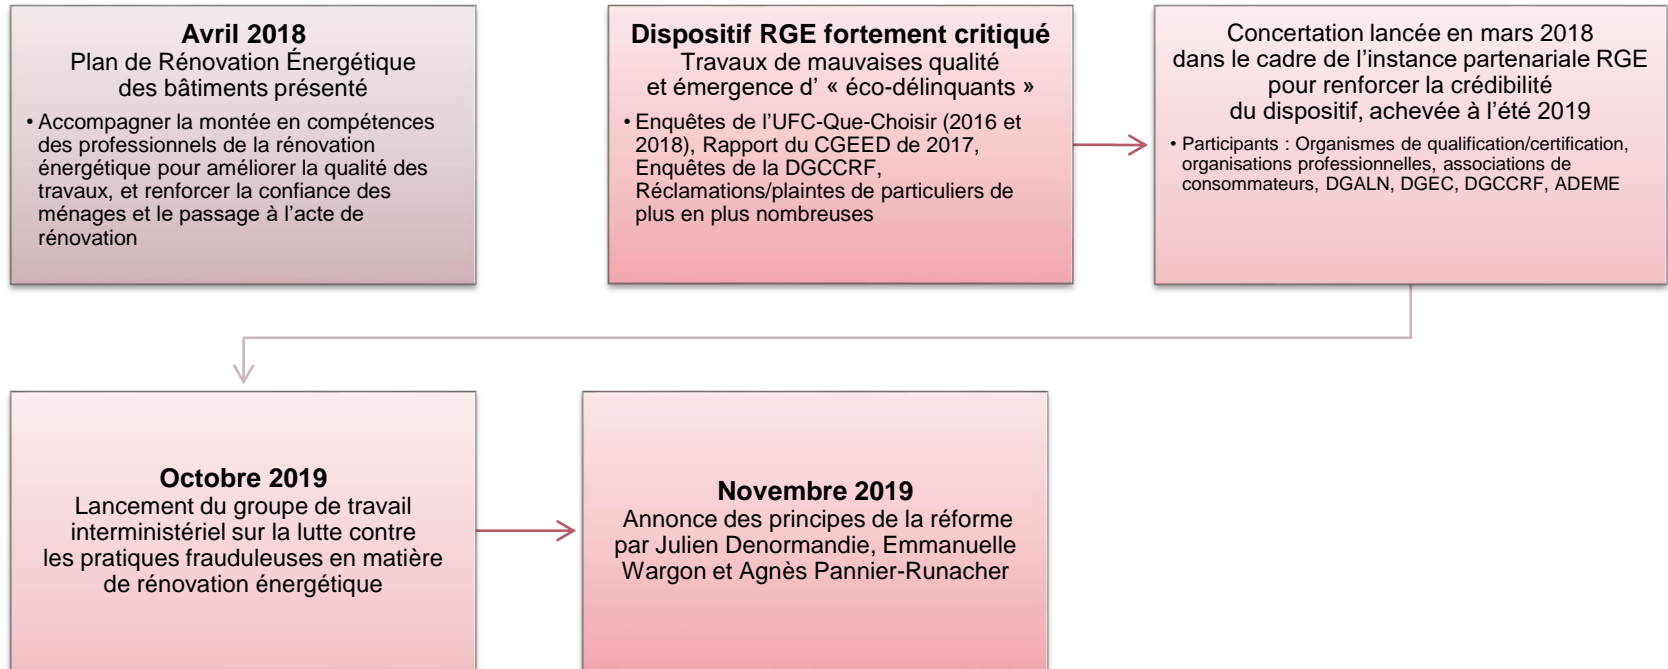 Avril 2018
Plan de Rénovation Énergétique
des bâtiments présenté
• Accompagner la montée en compétences
des professionnels de la rénovation
énergétique pour améliorer la qualité des
travaux, et renforcer la confiance des
ménages et le passage à l’acte de
rénovation
Dispositif RGE fortement critiqué
Travaux de mauvaises qualité
et émergence d’ « éco-délinquants »
• Enquêtes de l’UFC-Que-Choisir (2016 et
2018), Rapport du CGEED de 2017,
Enquêtes de la DGCCRF,
Réclamations/plaintes de particuliers de
plus en plus nombreuses
Concertation lancée en mars 2018
dans le cadre de l’instance partenariale RGE
pour renforcer la crédibilité
du dispositif, achevée à l’été 2019
• Participants : Organismes de qualification/certification,
organisations professionnelles, associations de
consommateurs, DGALN, DGEC, DGCCRF, ADEME
Octobre 2019
Lancement du groupe de travail
interministériel sur la lutte contre
les pratiques frauduleuses en matière
de rénovation énergétique
Novembre 2019
Annonce des principes de la réforme
par Julien Denormandie, Emmanuelle
Wargon et Agnès Pannier-Runacher